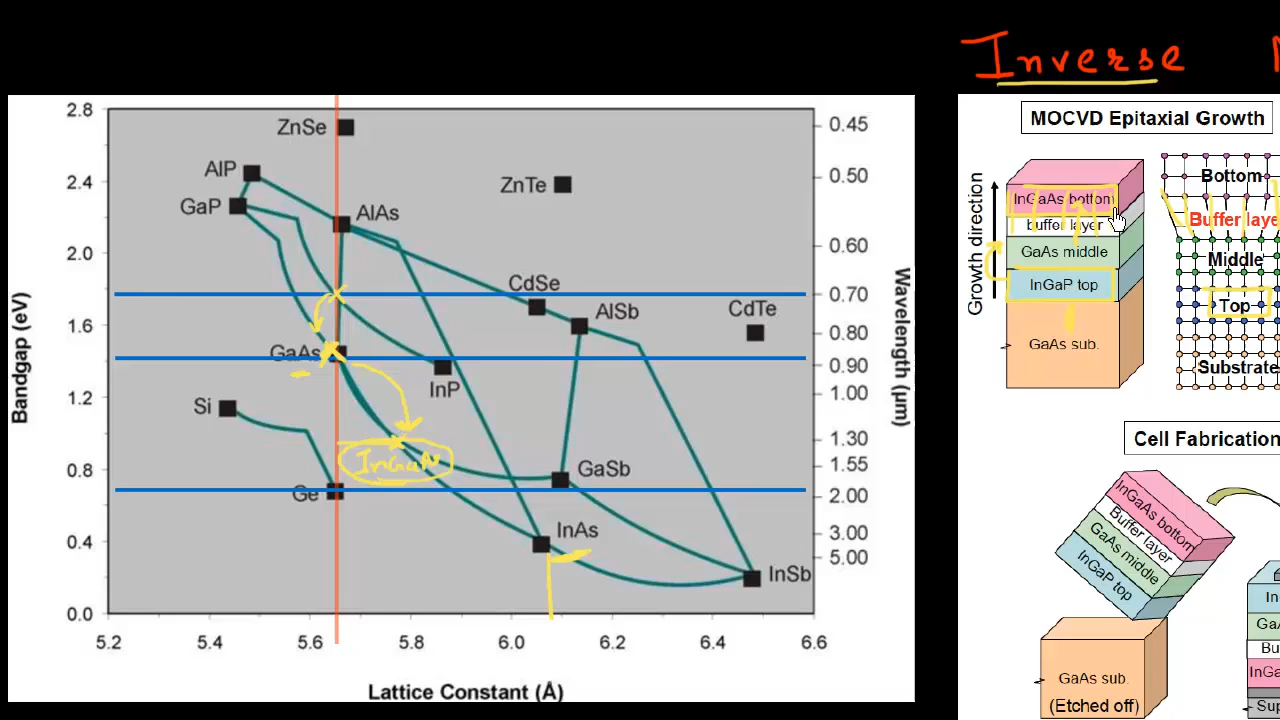 Inverse
2.8
2.4
2.0
1.6
1.2
0.8
0.4
0.0
Bandgap (eV)
5.2
5.4
5.6
5.8
6.0
6.2
6.4
6.6
Lattice Constant (Å)
0.45
0.50
0.60
0.70
0.80
0.90
1.00
1.30
1.55
2.00
3.00
5.00
Wavelength (μm)
ZnSe
AlP
GaP
ZnTe
AlAs
CdSe
AlSb
CdTe
GaAs
InP
Si
Ge
GaSb
InAs
InSb
MOCVD Epitaxial Growth
Growth direction
InGaAs bottom
buffer layer
GaAs middle
InGaP top
GaAs sub.
Bottom
Buffer laye
Middle
Top
Substrate
Cell Fabrication
InGaAs bottom
Buffer layer
GaAs middle
InGaP top
GaAs sub.
(Etched off)
In
Ga
Bu
InGa
Sup